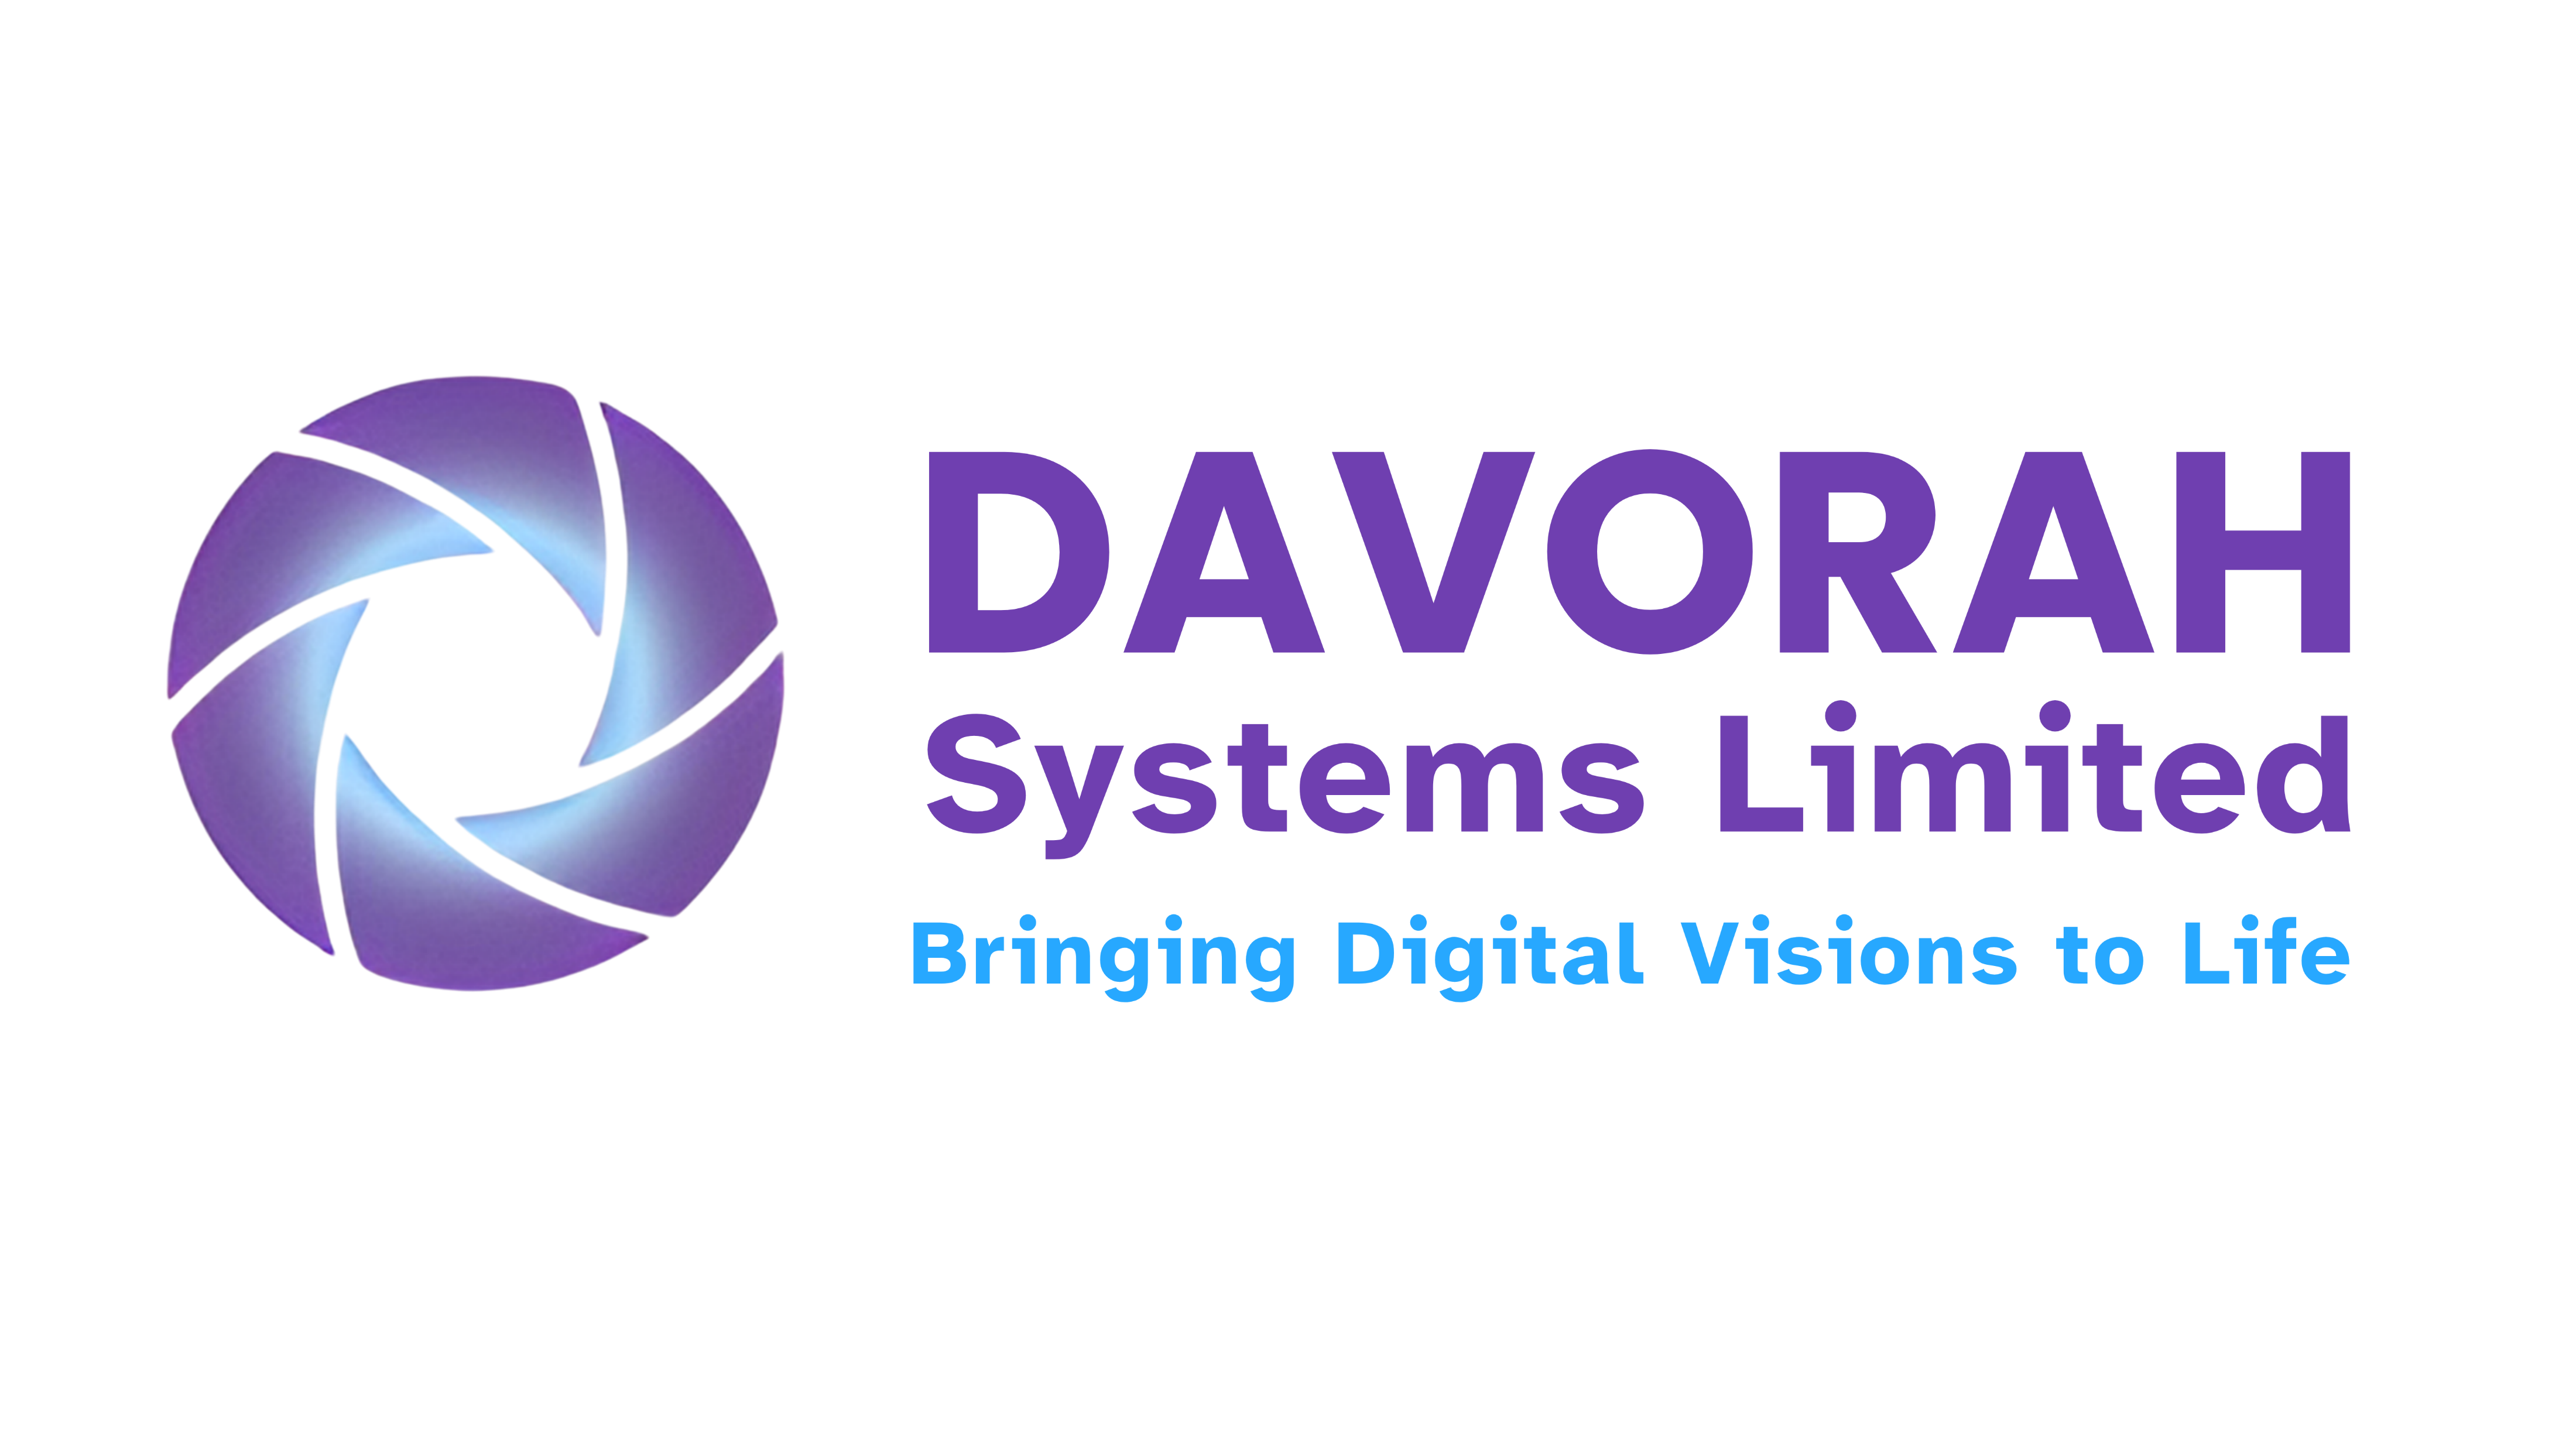 DAVORAH
Systems Limited
Bringing Digital Visions to Life